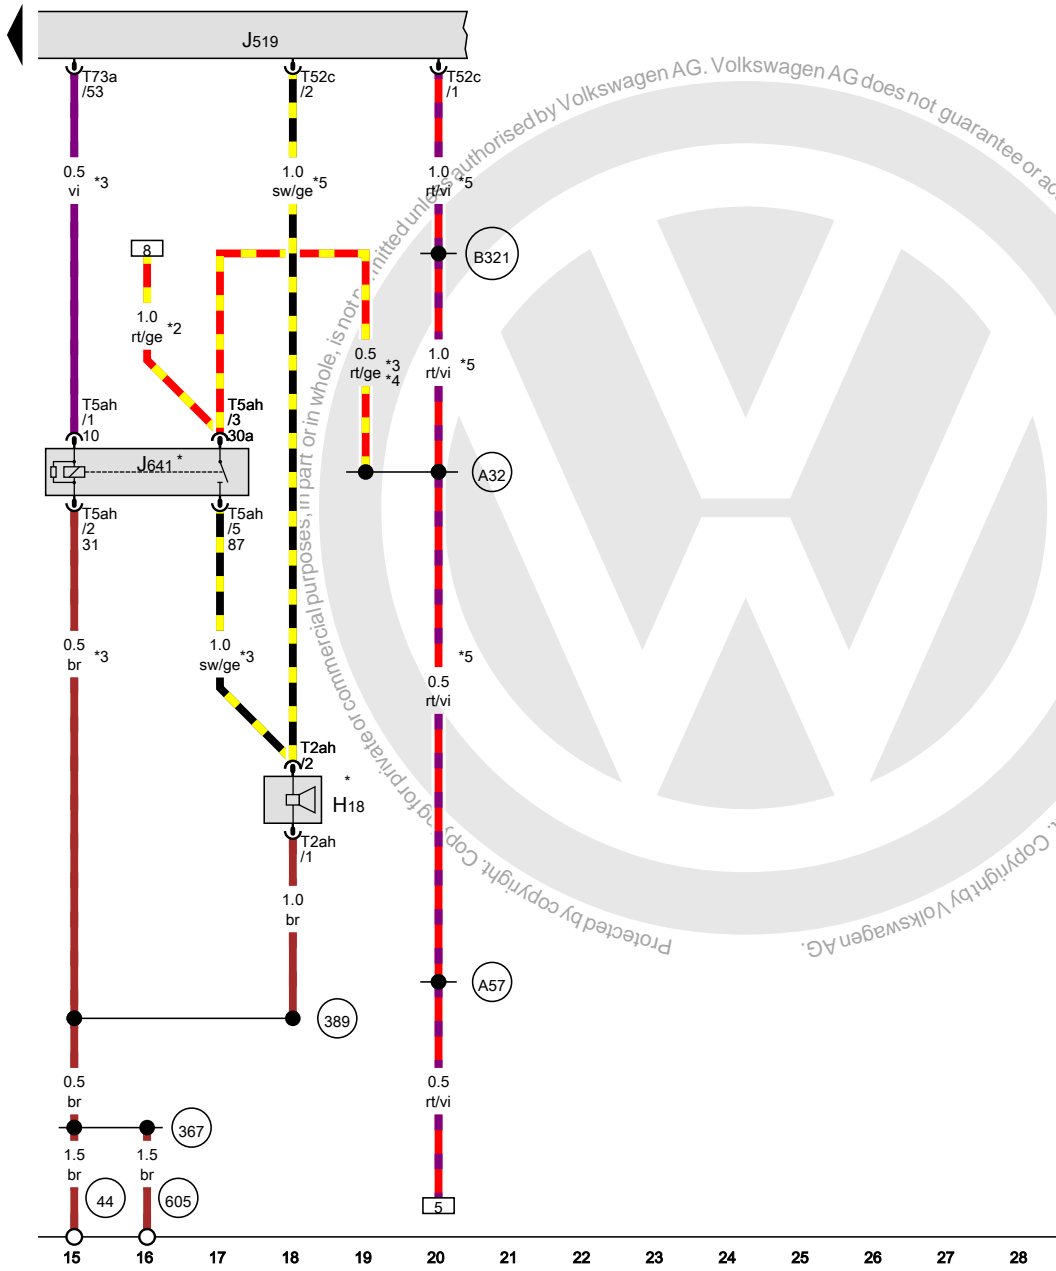 J519
T73a
/53
T52c
/2
T52c
/1
0.5
vi
*3
1.0
sw/ge
*5
1.0
rt/vi
*5
8
B321
1.0
rt/ge
*2
0.5
rt/ge
*3
*4
1.0
rt/vi
*5
T5ah
/1
10
T5ah
/3
30a
J641
*
A32
T5ah
/2
31
T5ah
/5
87
0.5
br
*3
1.0
sw/ge
*3
*5
0.5
rt/vi
T2ah
/2
*
H18
T2ah
/1
1.0
br
A57
389
0.5
br
0.5
rt/vi
367
1.5
br
1.5
br
44
605
5
15 16 17 18 19 20 21 22 23 24 25 26 27 28
Protected by copyright. Copying for private or commercial purposes, in part or in whole, is not
authorised by Volkswagen AG. Volkswagen AG does not guarantee or
Copyright by Volkswagen AG.